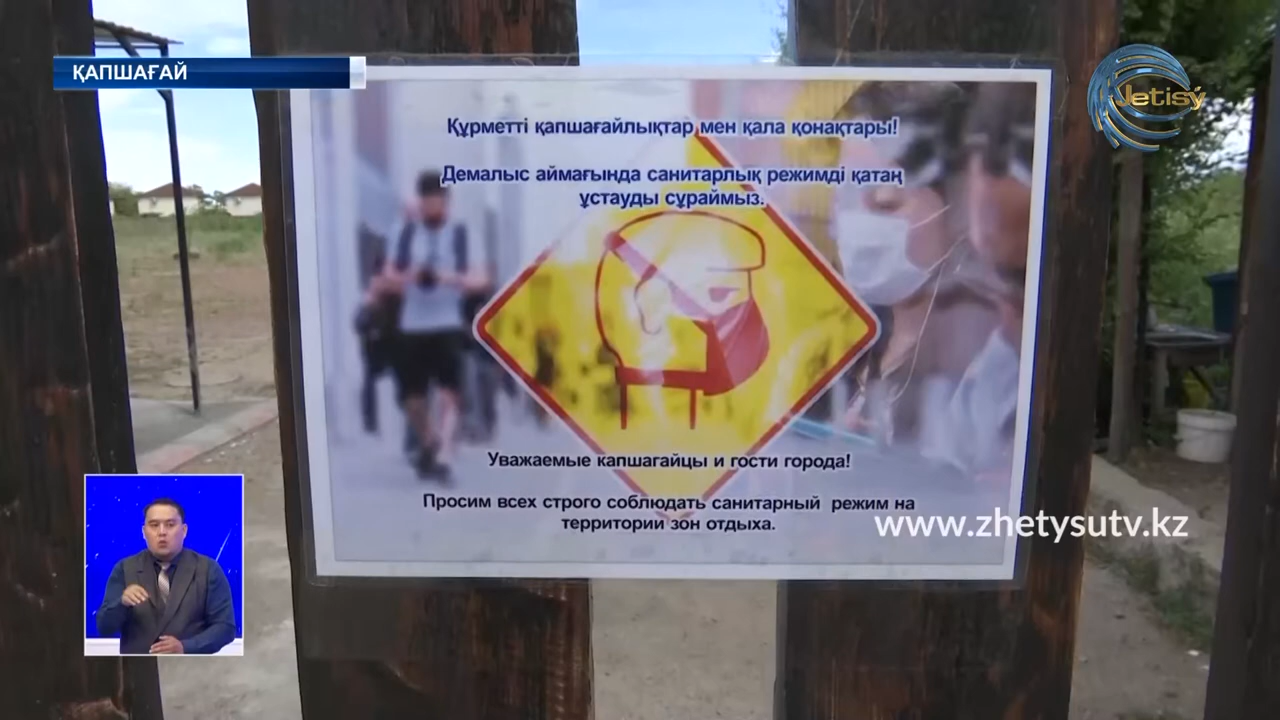 ҚАПШАҒАЙ
Jetisý
Құрметті қапшағайлықтар мен қала қонақтары!
Демалыс аймағында санитарлық режимді қатаң
ұстауды сұраймыз.
Уважаемые капшагайцы и гости города!
Просим всех строго соблюдать санитарный режим на
территории зон отдыха.
www.zhetysutv.kz